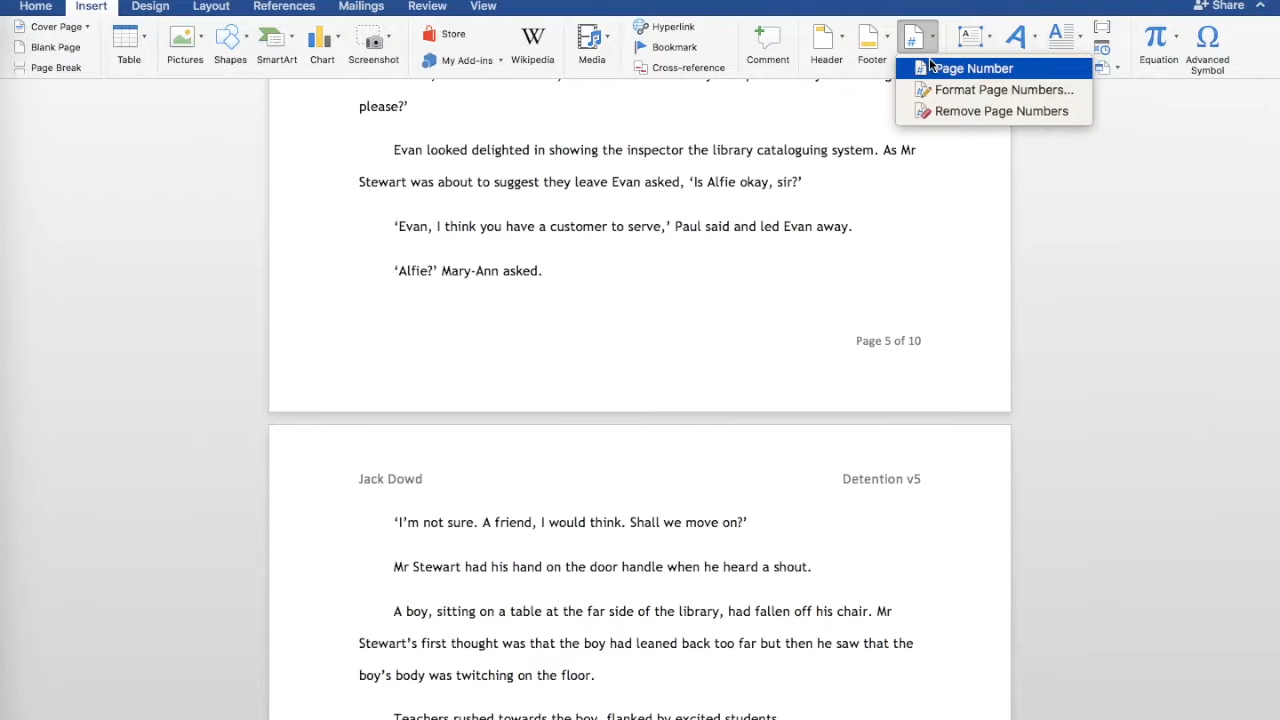 Home Insert Design Layout References Mailings Review View Share
Cover Page
Blank Page
Page Break
Table
Pictures
Shapes
SmartArt
Chart
Screenshot
Store
My Add-ins
W
Wikipedia
Media
Hyperlink
Bookmark
Cross-reference
Comment
Header
Footer
#
A
A
π
Equation
Ω
Advanced
Symbol
Page Number
Format Page Numbers...
Remove Page Numbers
please?’
Evan looked delighted in showing the inspector the library cataloguing system. As Mr
Stewart was about to suggest they leave Evan asked, ‘Is Alfie okay, sir?’
‘Evan, I think you have a customer to serve,’ Paul said and led Evan away.
‘Alfie?’ Mary-Ann asked.
Page 5 of 10
Jack Dowd Detention v5
‘I’m not sure. A friend, I would think. Shall we move on?’
Mr Stewart had his hand on the door handle when he heard a shout.
A boy, sitting on a table at the far side of the library, had fallen off his chair. Mr
Stewart’s first thought was that the boy had leaned back too far but then he saw that the
boy’s body was twitching on the floor.
Teachers rushed towards the boy, flanked by excited students.